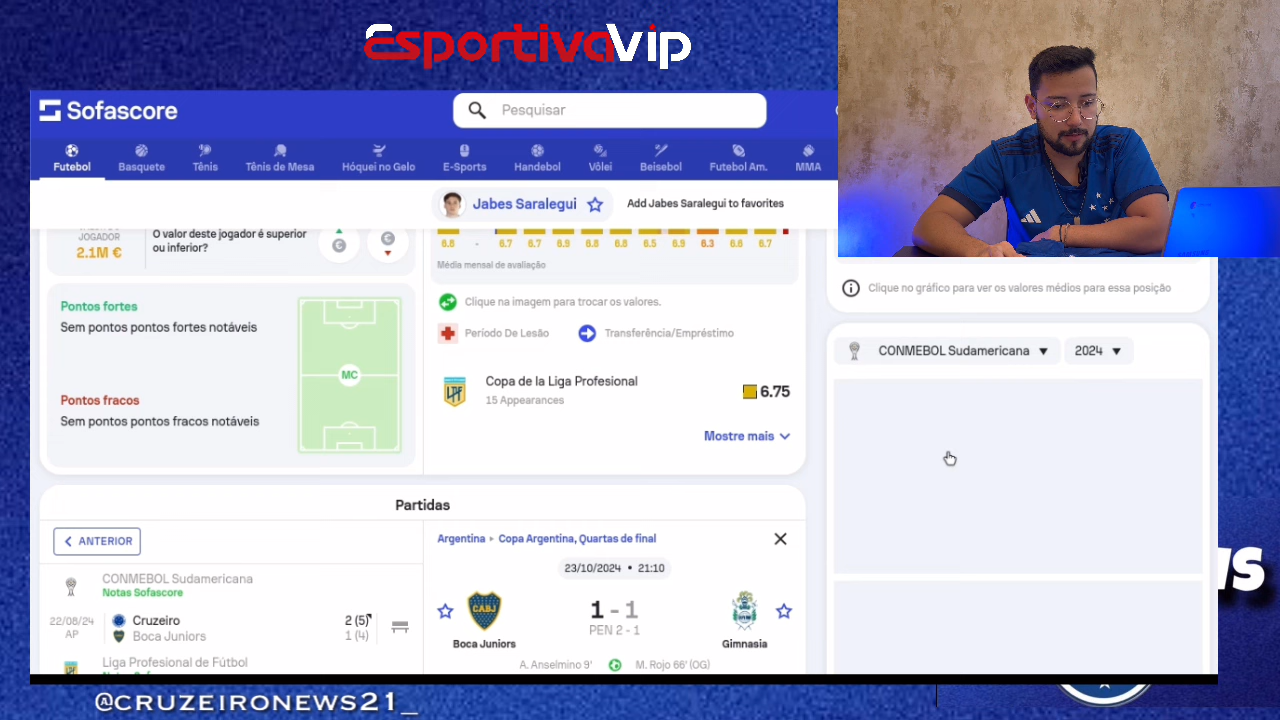 EsportivaVip
Sofascore
Pesquisar
Futebol
Basquete
Tênis
Tênis de Mesa
Hóquei no Gelo
E-Sports
Handebol
Vôlei
Beisebol
Futebol Am.
MMA
Jabes Saralegui
Add Jabes Saralegui to favorites
JOGADOR
2.1M €
O valor deste jogador é superior
ou inferior?
6.8 - 6.7 6.7 6.9 6.8 6.8 6.5 6.9 6.3 6.6 6.7
Média mensal de avaliação
Clique na imagem para trocar os valores.
Período De Lesão
Transferência/Empréstimo
Copa de la Liga Profesional
15 Appearances
6.75
Mostre mais
Pontos fortes
Sem pontos pontos fortes notáveis
MC
Pontos fracos
Sem pontos pontos fracos notáveis
Clique no gráfico para ver os valores médios para essa posição
CONMEBOL Sudamericana
2024
Partidas
ANTERIOR
CONMEBOL Sudamericana
Notas Sofascore
22/08/24
AP
Cruzeiro 2 (5)
Boca Juniors 1 (4)
Liga Profesional de Fútbol
Argentina
Copa Argentina, Quartas de final
23/10/2024 • 21:10
CABJ
1 - 1
PEN 2 - 1
Boca Juniors
Gimnasia
A. Anselmino 9'
M. Rojo 66' (OG)
WS
@CRUZEIRONEWS21_